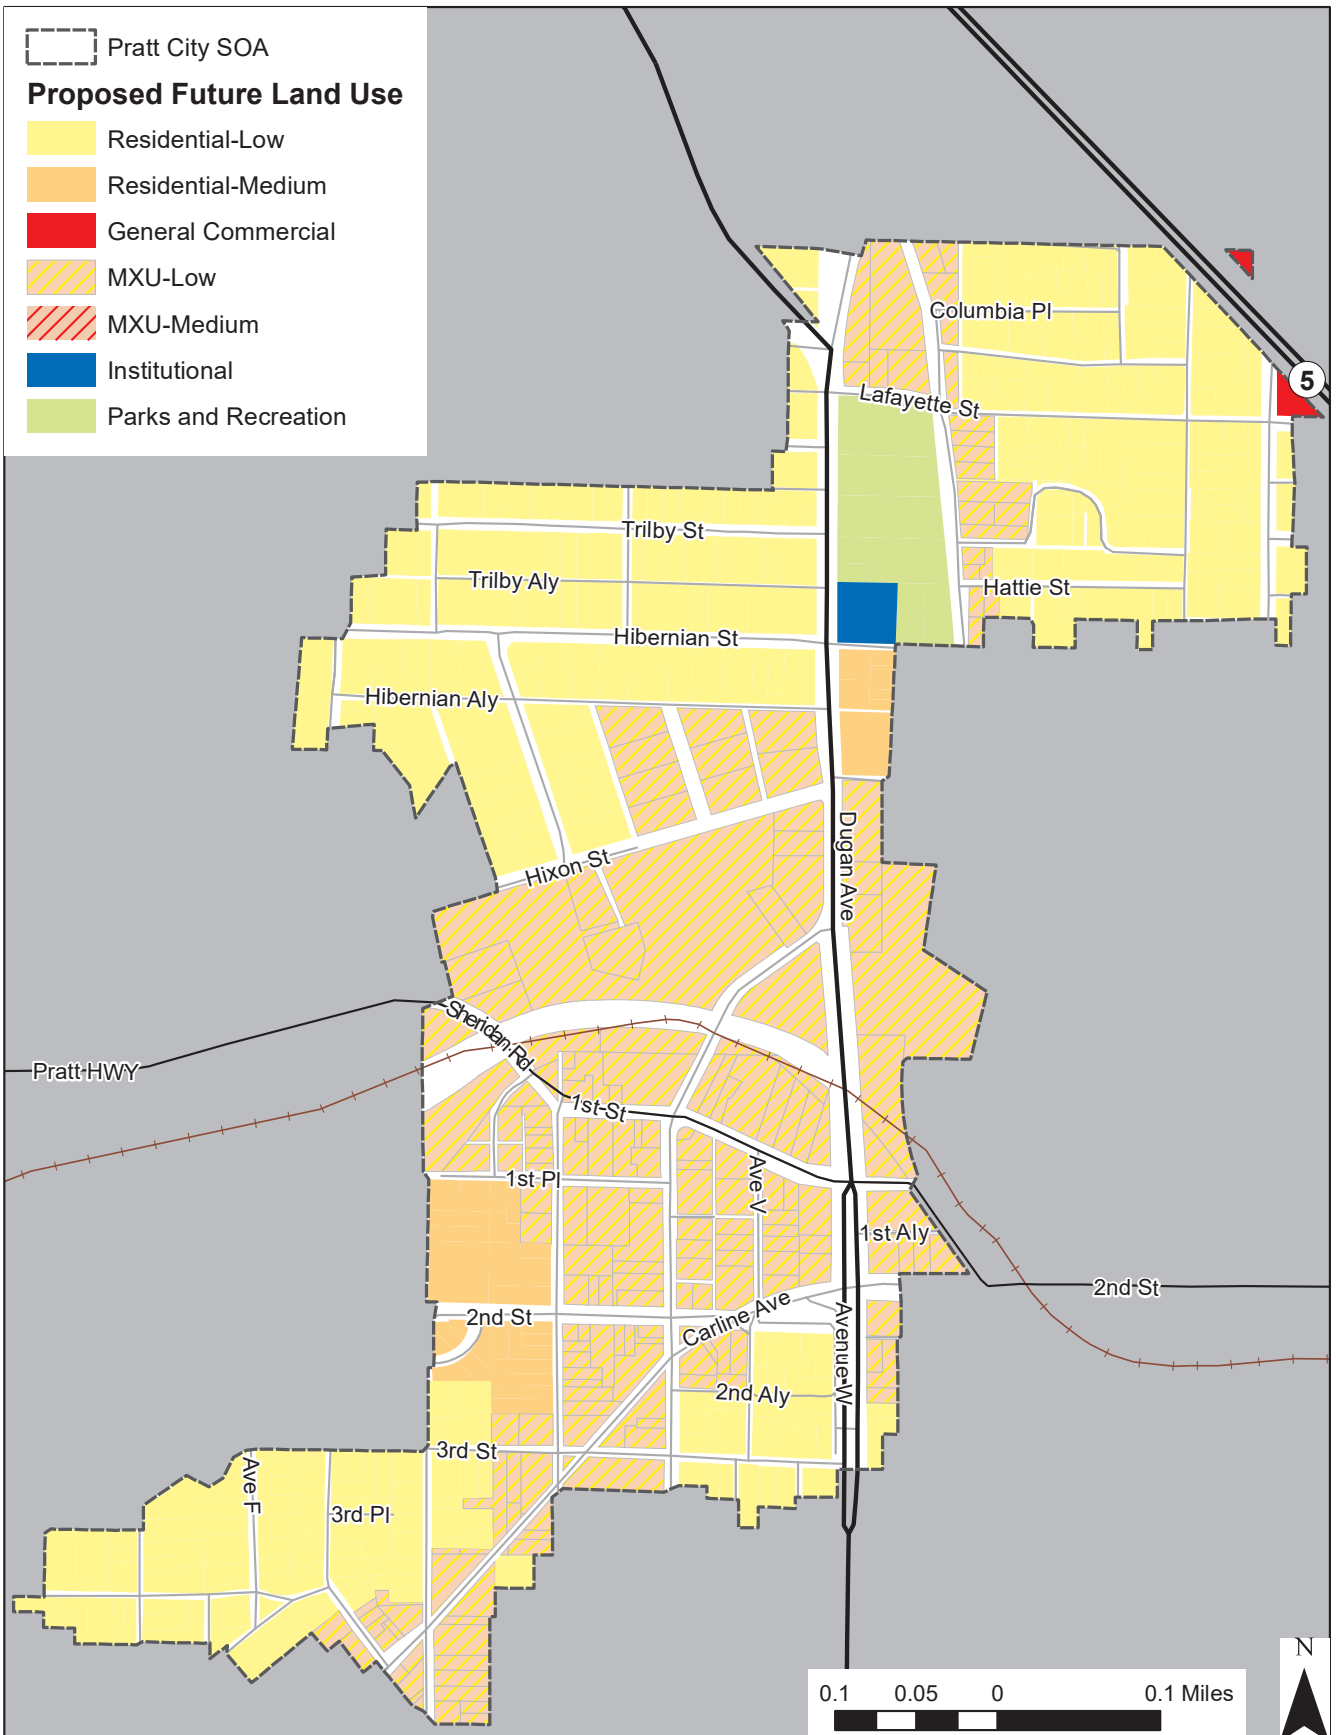 Pratt City SOA
Proposed Future Land Use
Residential-Low
Residential-Medium
General Commercial
MXU-Low
MXU-Medium
Institutional
Parks and Recreation
Columbia Pl
5
Lafayette St
Trilby St
Trilby Aly
Hattie St
Hibernian St
Hibernian Aly
Dugan Ave
Hixon St
Sheridan Rd
Pratt HWY
1st St
1st Pl
Ave V
1st Aly
2nd St
2nd St
Carline Ave
Avenue W
2nd Aly
3rd St
Ave F
3rd Pl
N
0.1 0.05 0 0.1 Miles